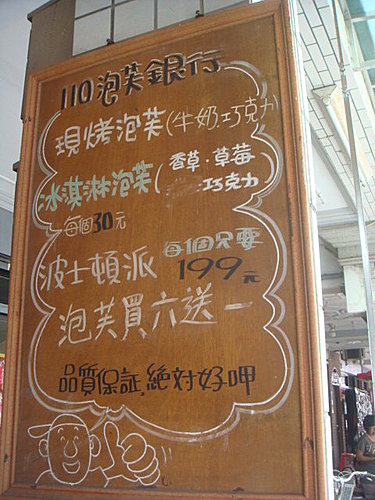 110泡芙銀行
現烤泡芙(牛奶.巧克力)
冰淇淋泡芙(香草.草莓
.巧克力
每個30元
波士頓派 每個只要
199元
泡芙買六送一
品質保証,絕対好呷